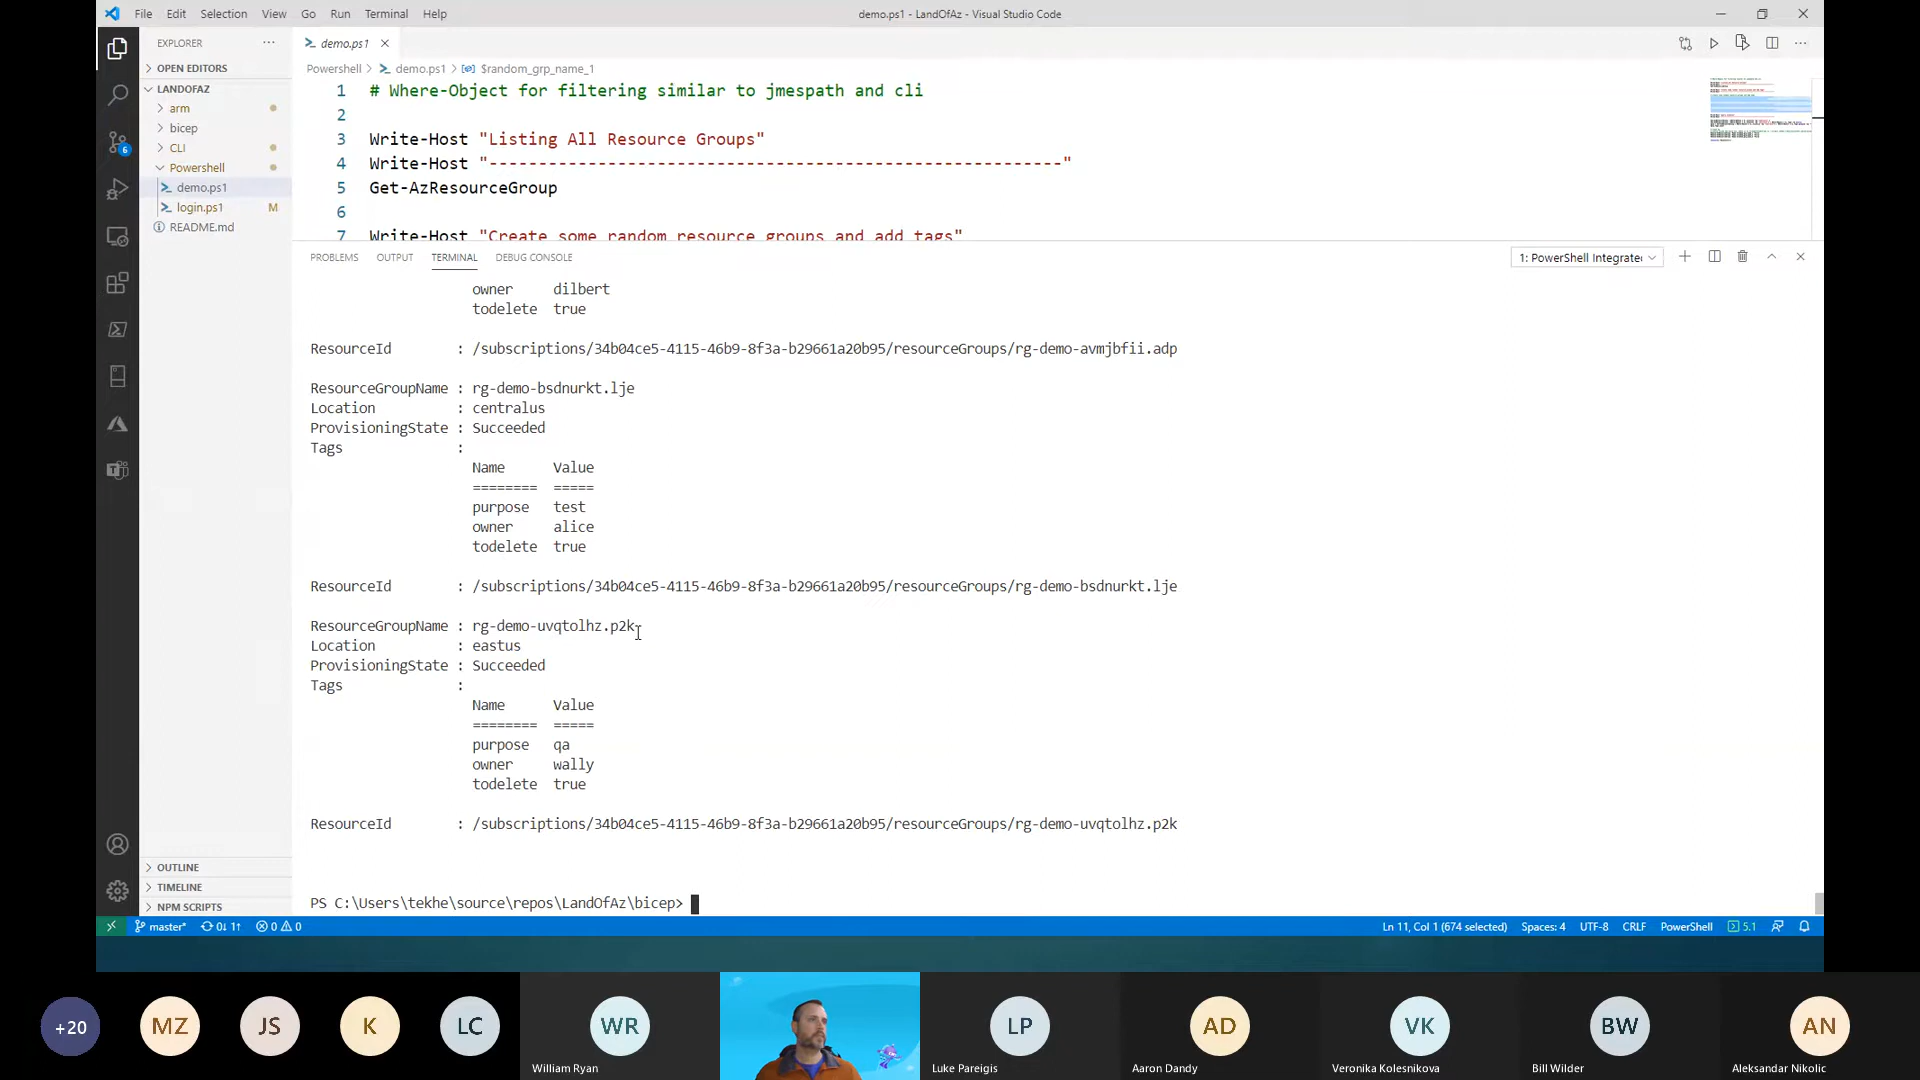 File Edit Selection View Go Run Terminal Help
demo.ps1 - LandOfAz - Visual Studio Code
EXPLORER
OPEN EDITORS
LANDOFAZ
arm
bicep
CLI
Powershell
demo.ps1
login.ps1 M
README.md
6
OUTLINE
TIMELINE
NPM SCRIPTS
demo.ps1
Powershell > demo.ps1 > $random_grp_name_1
1 # Where-Object for filtering similar to jmespath and cli
2
3 Write-Host "Listing All Resource Groups"
4 Write-Host "---------------------------------------------------------"
5 Get-AzResourceGroup
6
7 Write-Host "Create some random resource groups and add tags"
PROBLEMS OUTPUT TERMINAL DEBUG CONSOLE
1: PowerShell Integrate
owner dilbert
todelete true
ResourceId : /subscriptions/34b04ce5-4115-46b9-8f3a-b29661a20b95/resourceGroups/rg-demo-avmjbfii.adp
ResourceGroupName : rg-demo-bsdnurkt.lje
Location : centralus
ProvisioningState : Succeeded
Tags :
Name Value
======== =====
purpose test
owner alice
todelete true
ResourceId : /subscriptions/34b04ce5-4115-46b9-8f3a-b29661a20b95/resourceGroups/rg-demo-bsdnurkt.lje
ResourceGroupName : rg-demo-uvqtolhz.p2k
Location : eastus
ProvisioningState : Succeeded
Tags :
Name Value
======== =====
purpose qa
owner wally
todelete true
ResourceId : /subscriptions/34b04ce5-4115-46b9-8f3a-b29661a20b95/resourceGroups/rg-demo-uvqtolhz.p2k
PS C:\Users\tekhe\source\repos\LandOfAz\bicep>
master* 0↓ 1↑ 0 0
Ln 11, Col 1 (674 selected) Spaces: 4 UTF-8 CRLF PowerShell 5.1
+20 MZ JS K LC WR LP AD VK BW AN
William Ryan Luke Pareigis Aaron Dandy Veronika Kolesnikova Bill Wilder Aleksandar Nikolic